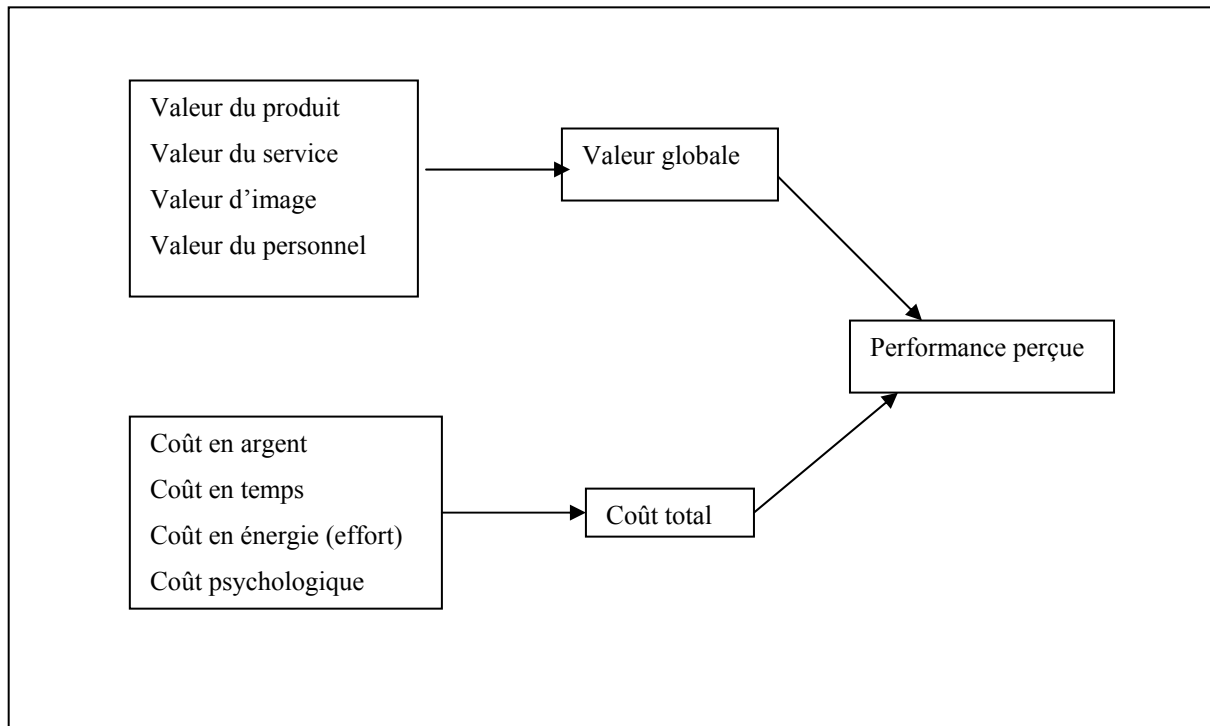 Valeur du produit
Valeur du service
Valeur d’image
Valeur du personnel
Valeur globale
Performance perçue
Coût en argent
Coût en temps
Coût en énergie (effort)
Coût psychologique
Coût total